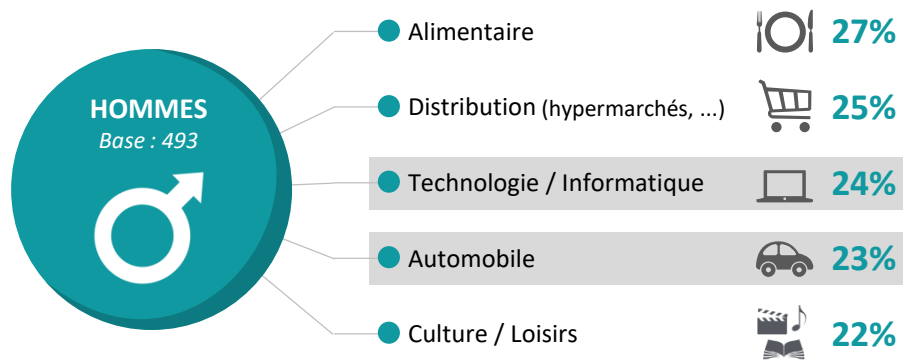 HOMMES
Base : 493
Alimentaire 27%
Distribution (hypermarchés, ...) 25%
Technologie / Informatique 24%
Automobile 23%
Culture / Loisirs 22%